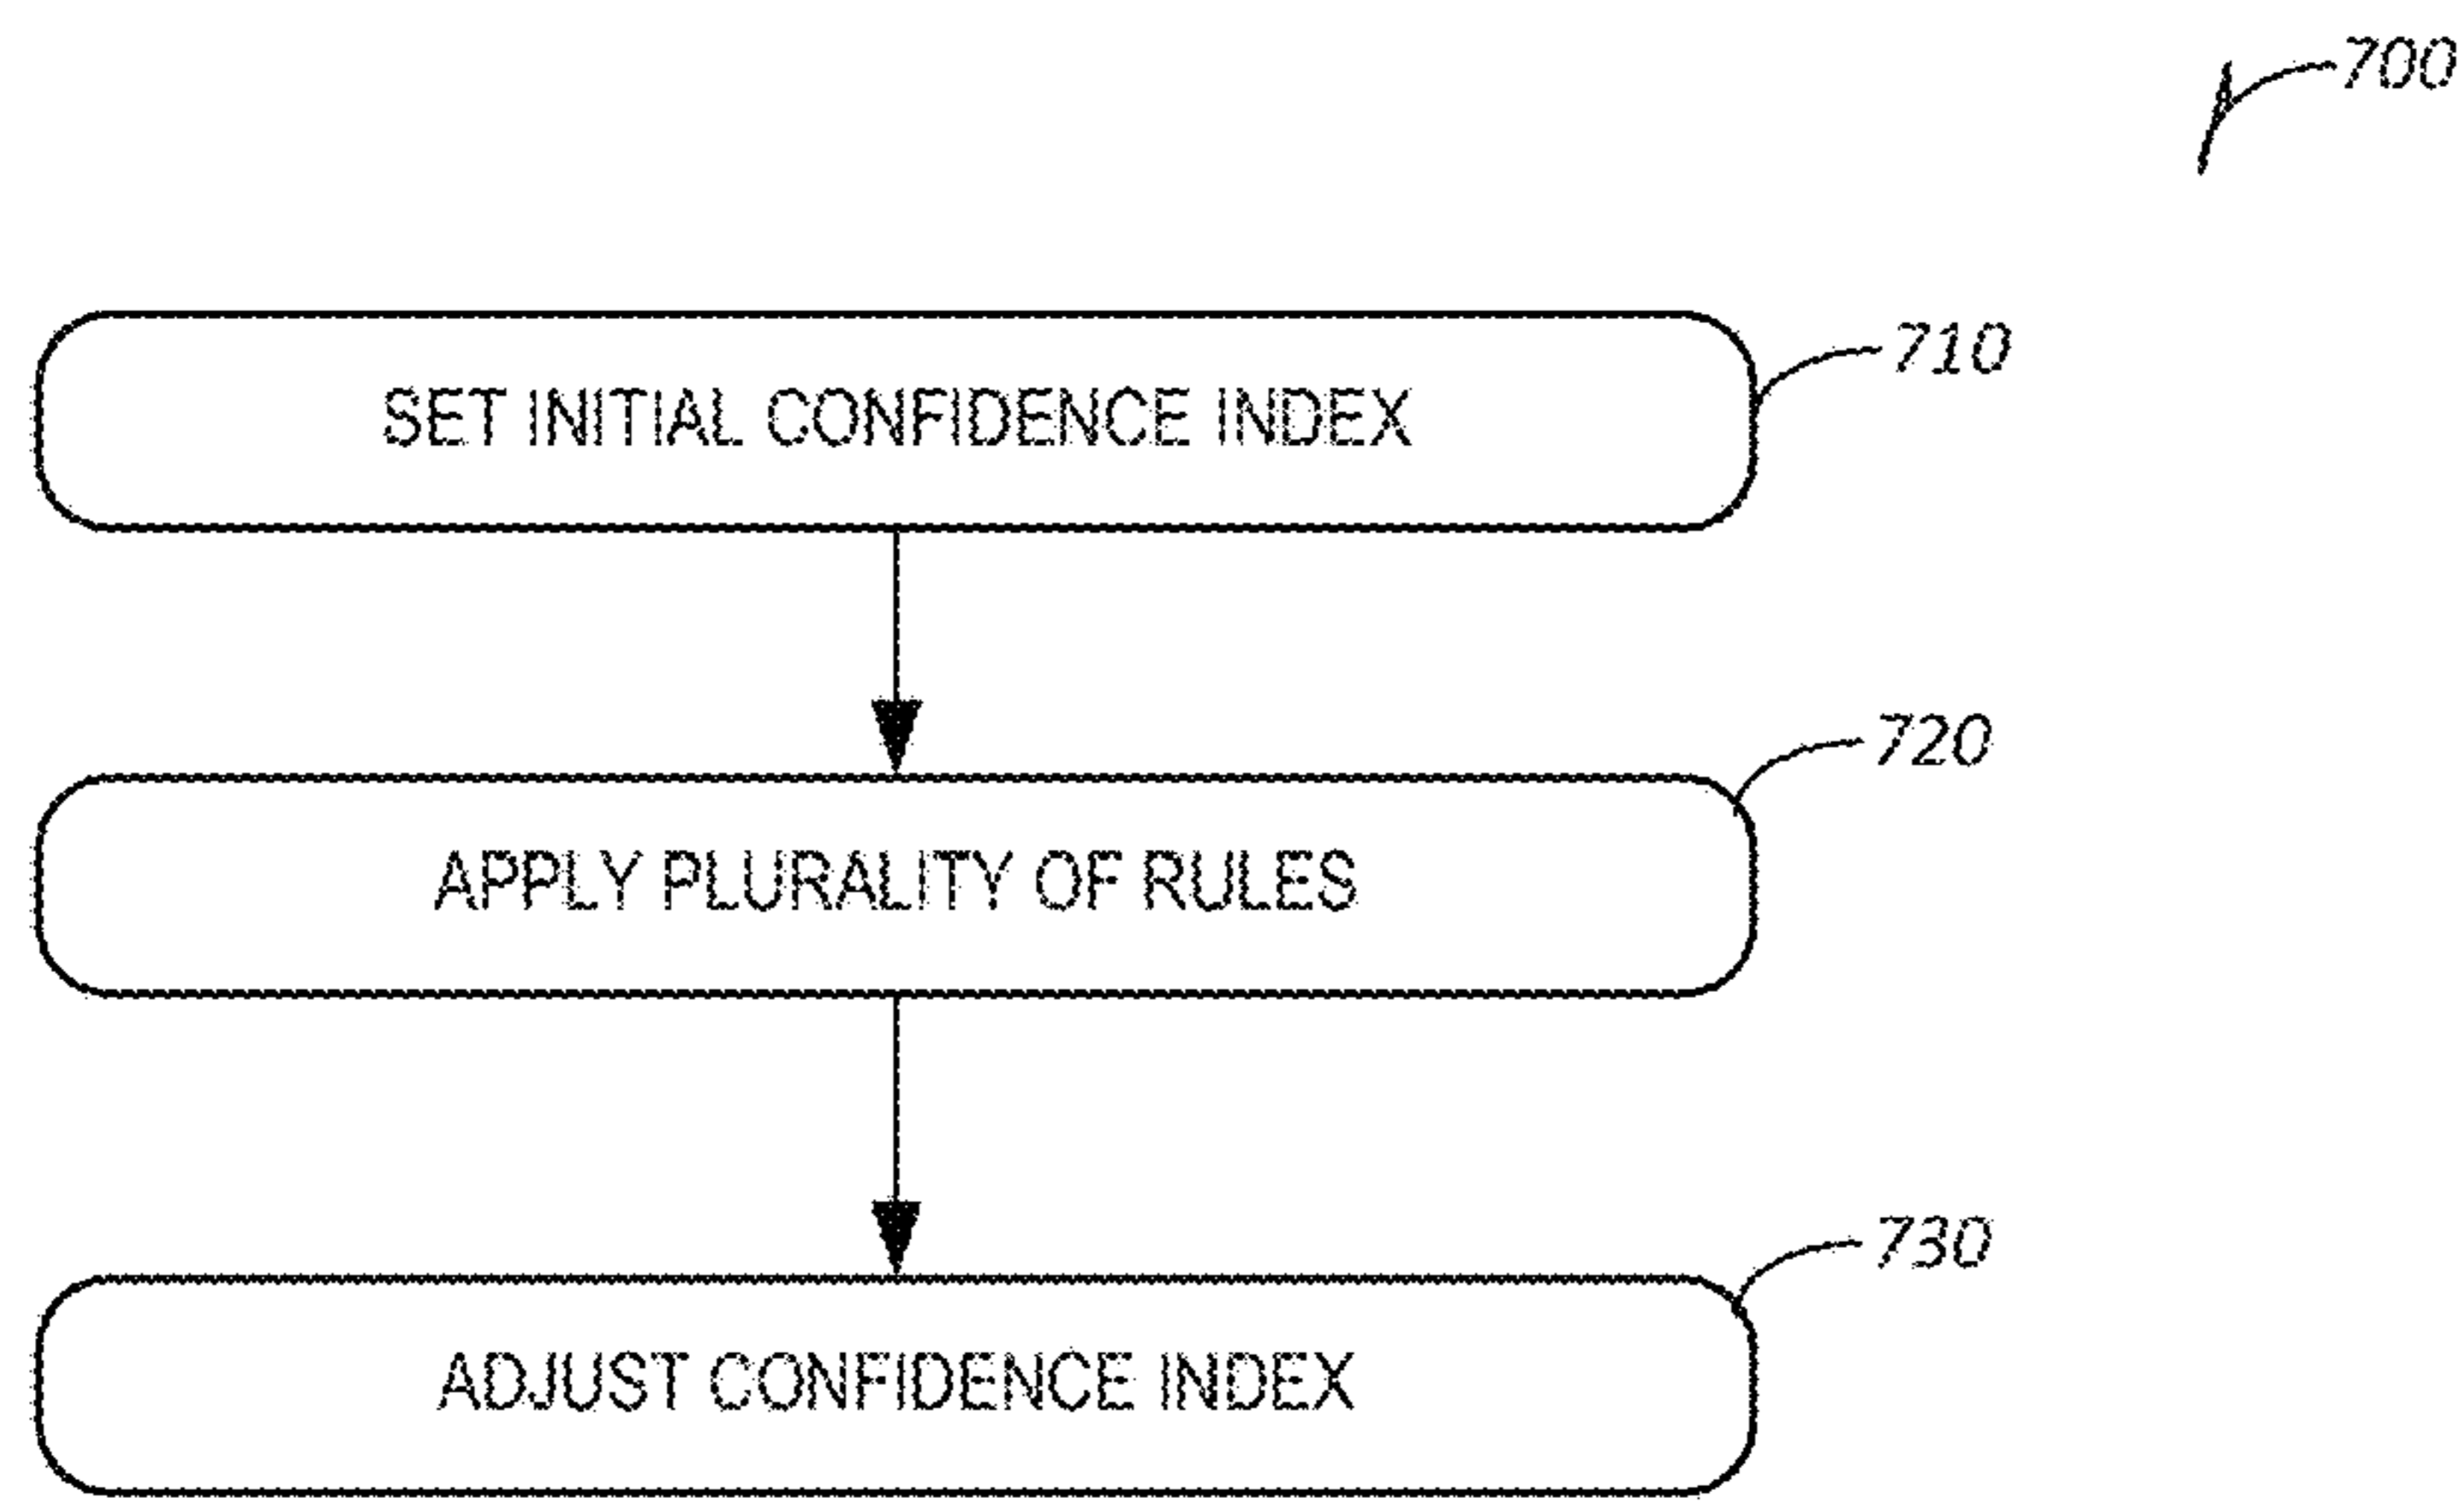 700
SET INITIAL CONFIDENCE INDEX
710
APPLY PLURALITY OF RULES
720
ADJUST CONFIDENCE INDEX
730